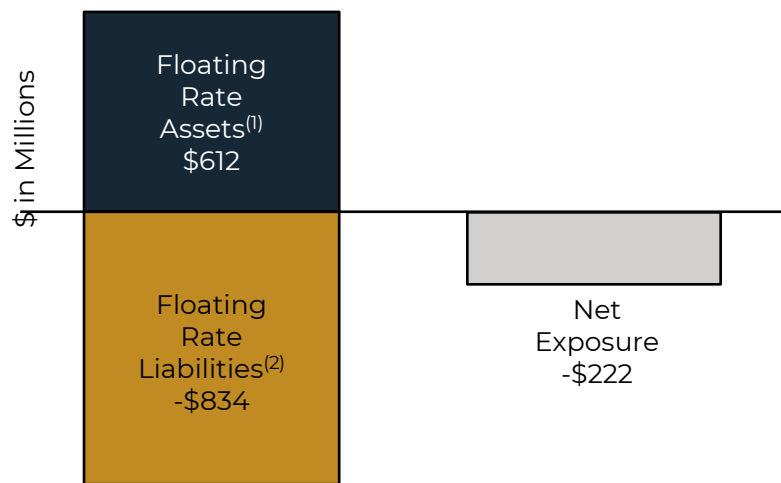 $ in Millions
Floating
Rate
Assets(1)
$612
Floating
Rate
Liabilities(2)
-$834
Net
Exposure
-$222